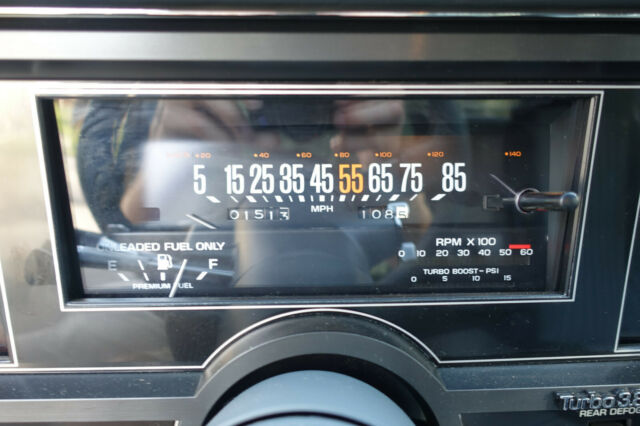 20 40 60 80 100 120 140
5 15 25 35 45 55 65 75 85
01513 MPH 1086
UNLEADED FUEL ONLY
E F
PREMIUM FUEL
RPM X 100
0 10 20 30 40 50 60
TURBO BOOST-PSI
0 5 10 15
Turbo 3.8
REAR DEFOG